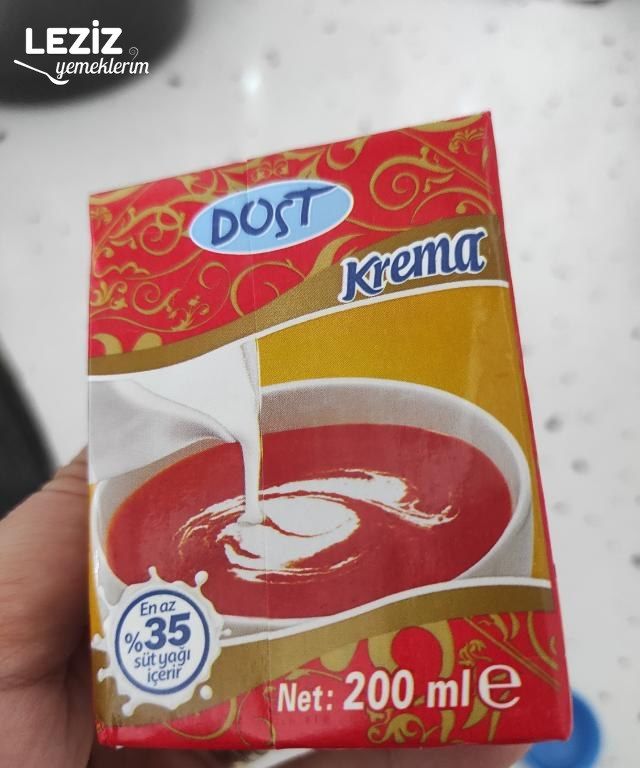 LEZİZ
yemeklerim
DOST
Krema
En az
%35
süt yağı
içerir
Net: 200 ml e